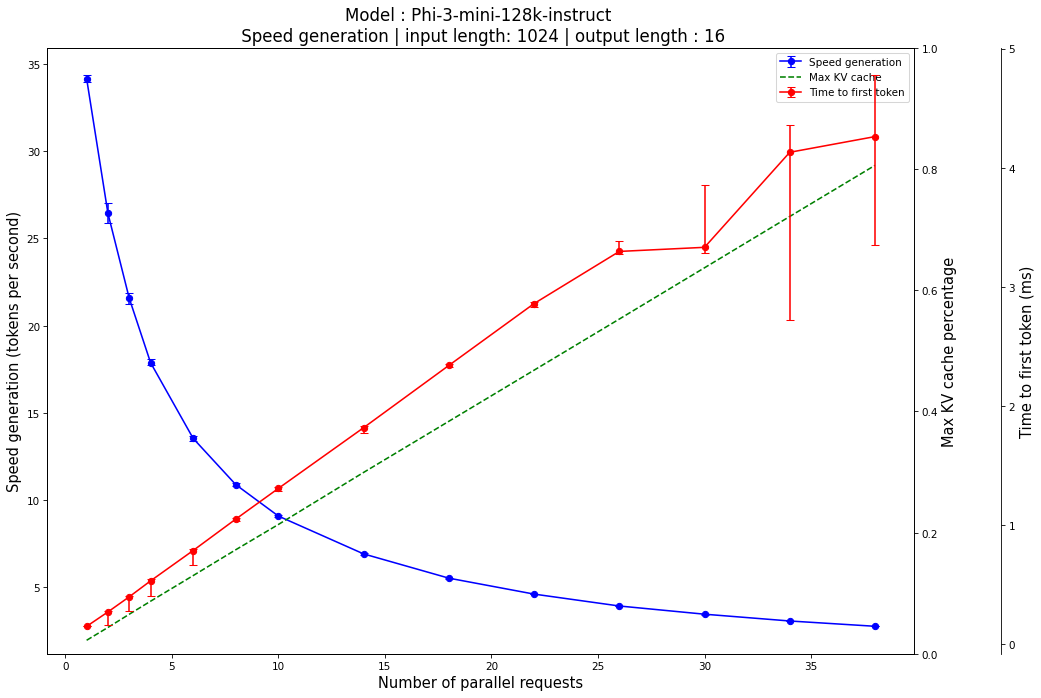 Model : Phi-3-mini-128k-instruct
Speed generation | input length: 1024 | output length : 16
Speed generation
Max KV cache
Time to first token
Speed generation (tokens per second)
35
30
25
20
15
10
5
1.0
0.8
0.6
0.4
0.2
0.0
Max KV cache percentage
5
4
3
2
1
0
Time to first token (ms)
0 5 10 15 20 25 30 35
Number of parallel requests